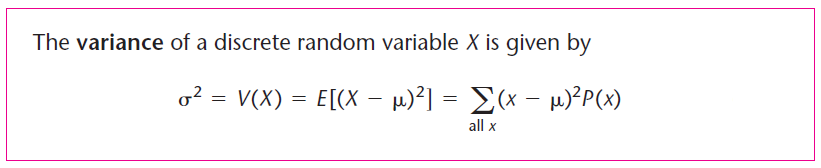 The variance of a discrete random variable X is given by
σ² = V(X) = E[(X − μ)²] = ∑(x − μ)²P(x)
all x